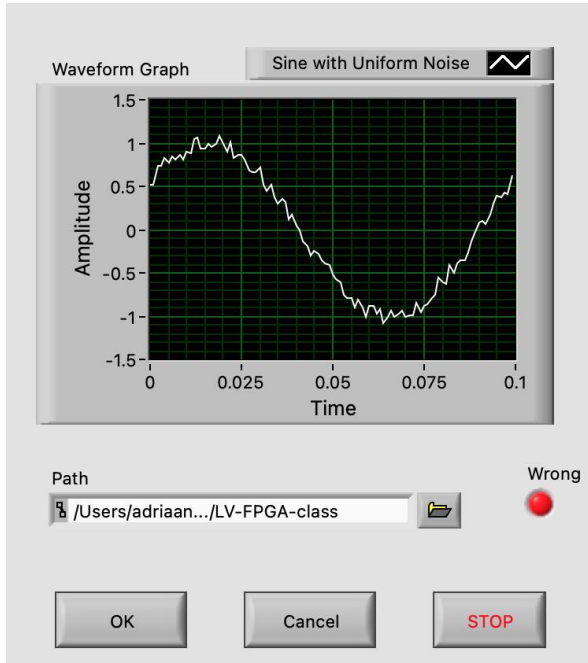 Waveform Graph
Sine with Uniform Noise
Amplitude
1.5
1
0.5
0
-0.5
-1
-1.5
0 0.025 0.05 0.075 0.1
Time
Path
Wrong
/Users/adriaan.../LV-FPGA-class
OK Cancel STOP